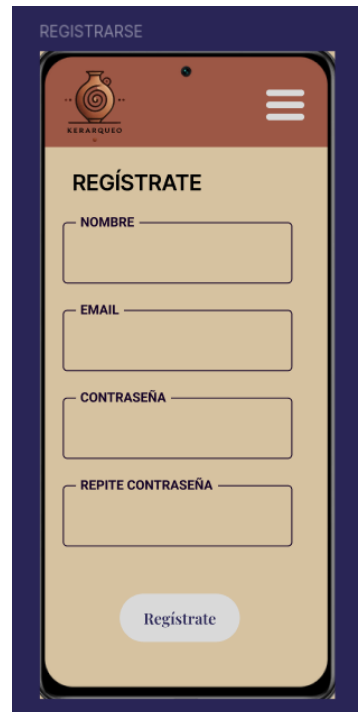 REGISTRARSE
KERARQUEO
REGÍSTRATE
NOMBRE
EMAIL
CONTRASEÑA
REPITE CONTRASEÑA
Regístrate